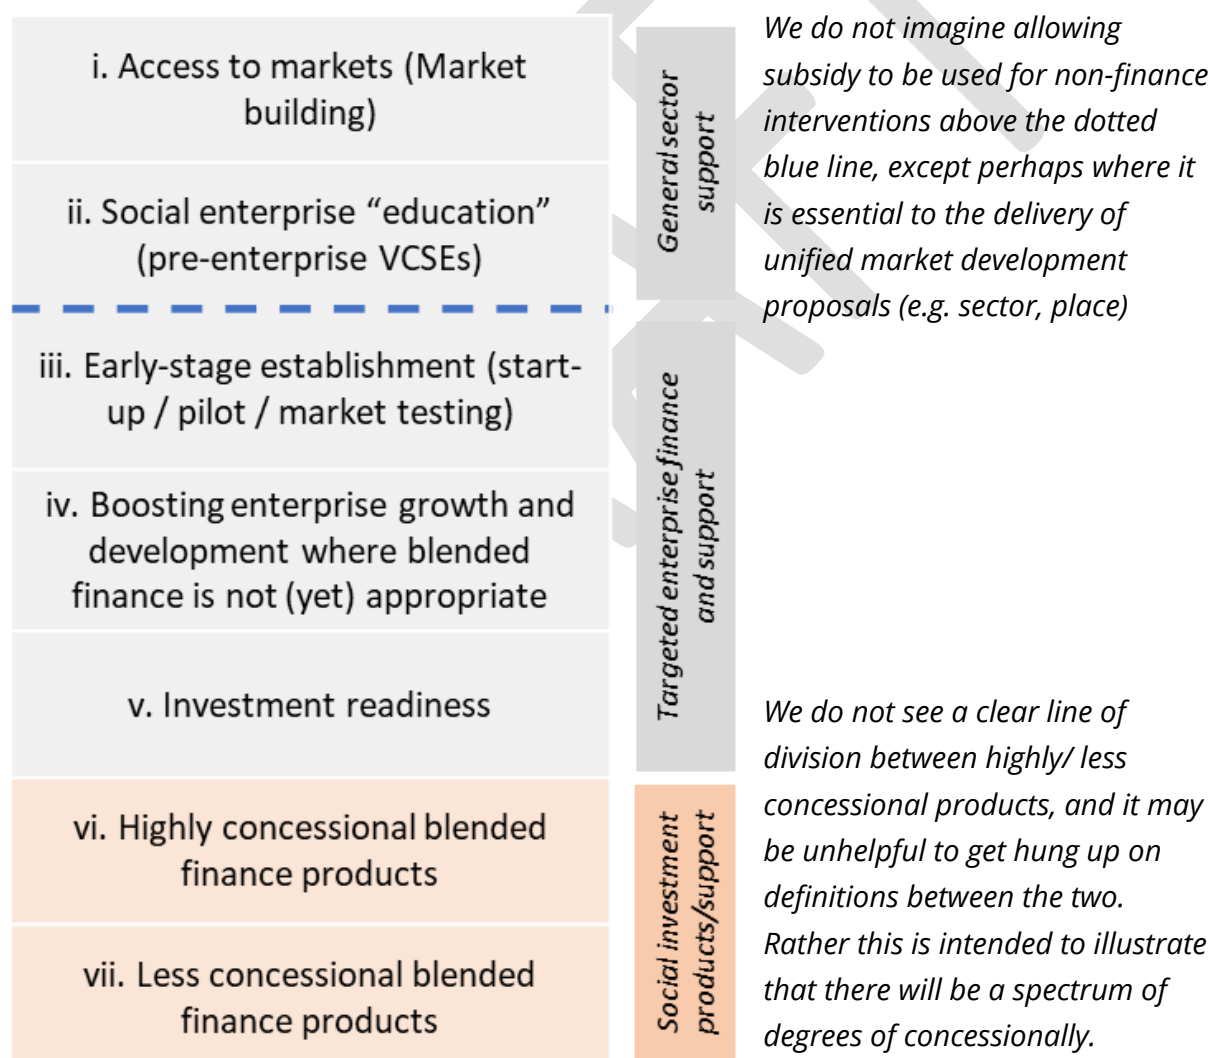 i. Access to markets (Market
building)
ii. Social enterprise “education”
(pre-enterprise VCSEs)
iii. Early-stage establishment (start-
up / pilot / market testing)
iv. Boosting enterprise growth and
development where blended
finance is not (yet) appropriate
v. Investment readiness
vi. Highly concessional blended
finance products
vii. Less concessional blended
finance products
General sector
support
Targeted enterprise finance
and support
Social investment
products/support
We do not imagine allowing
subsidy to be used for non-finance
interventions above the dotted
blue line, except perhaps where it
is essential to the delivery of
unified market development
proposals (e.g. sector, place)
We do not see a clear line of
division between highly/ less
concessional products, and it may
be unhelpful to get hung up on
definitions between the two.
Rather this is intended to illustrate
that there will be a spectrum of
degrees of concessionally.